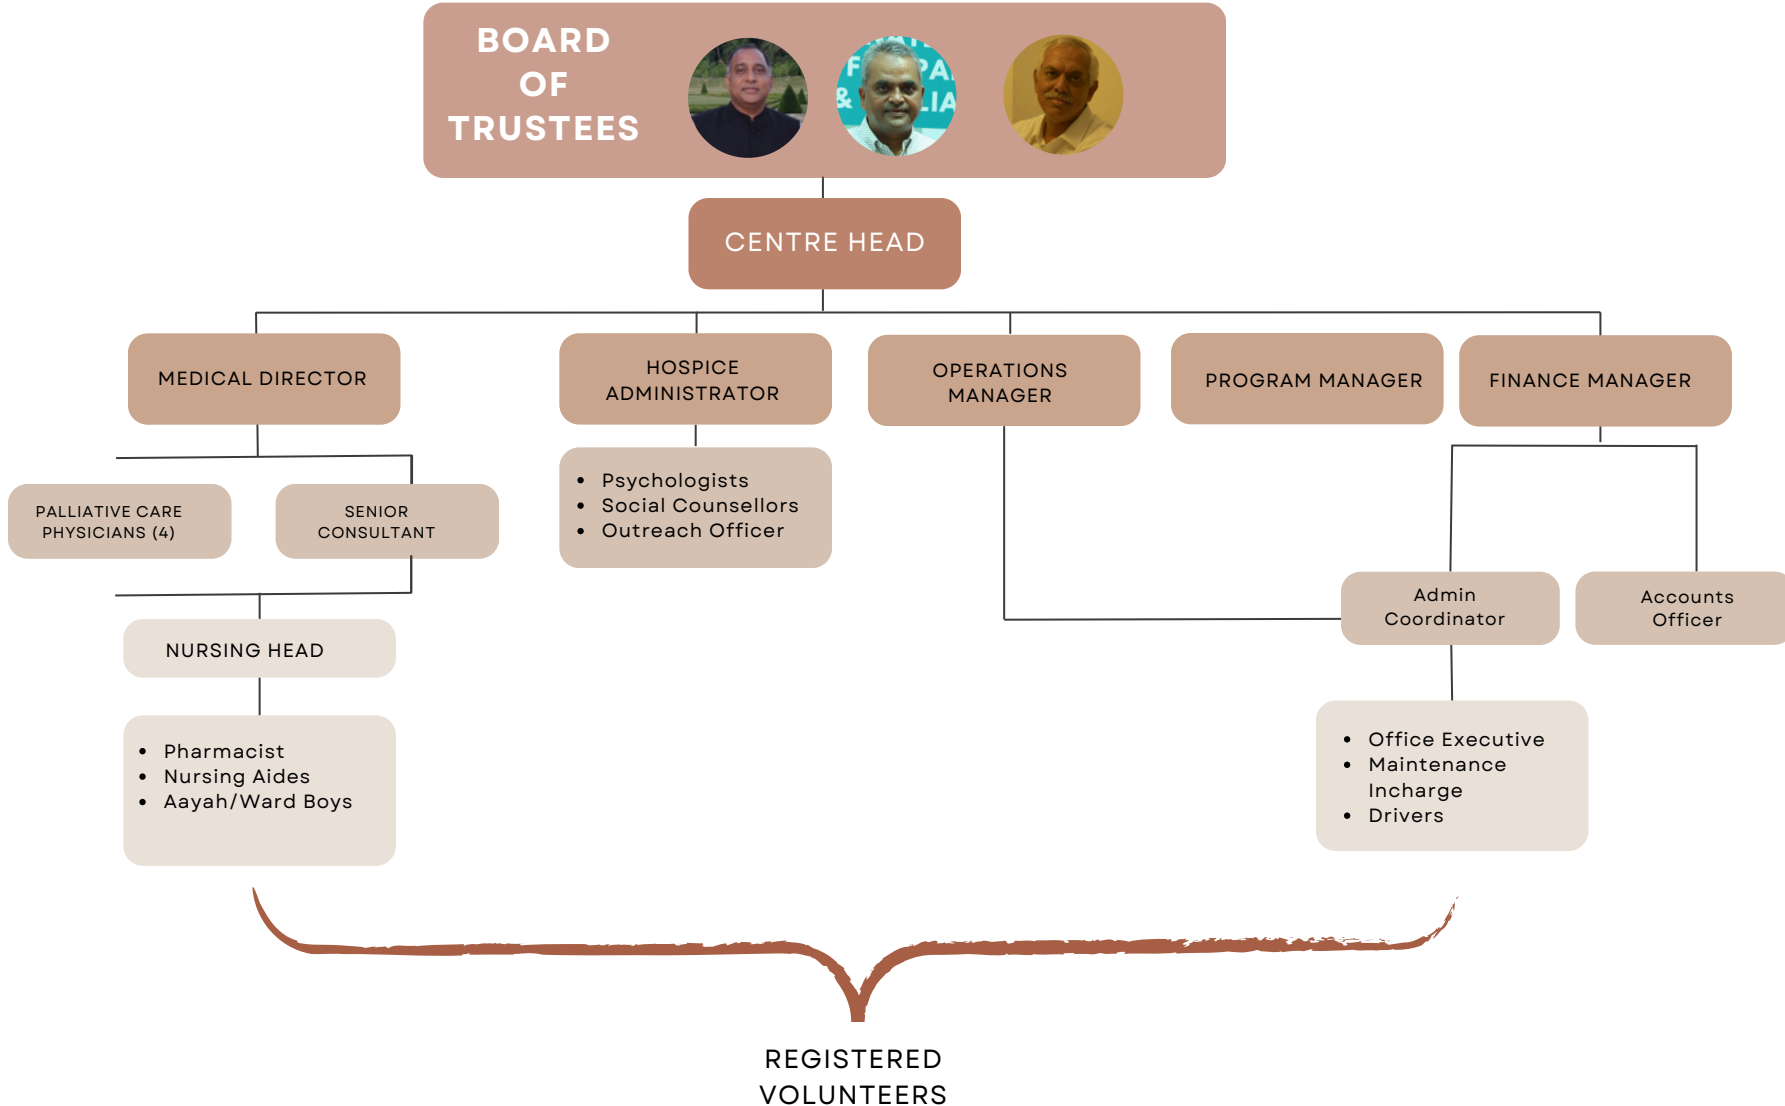 BOARD
OF
TRUSTEES
CENTRE HEAD
MEDICAL DIRECTOR
HOSPICE
ADMINISTRATOR
OPERATIONS
MANAGER
PROGRAM MANAGER
FINANCE MANAGER
PALLIATIVE CARE
PHYSICIANS (4)
SENIOR
CONSULTANT
• Psychologists
• Social Counsellors
• Outreach Officer
Admin
Coordinator
Accounts
Officer
NURSING HEAD
• Pharmacist
• Nursing Aides
• Aayah/Ward Boys
• Office Executive
• Maintenance
Incharge
• Drivers
REGISTERED
VOLUNTEERS